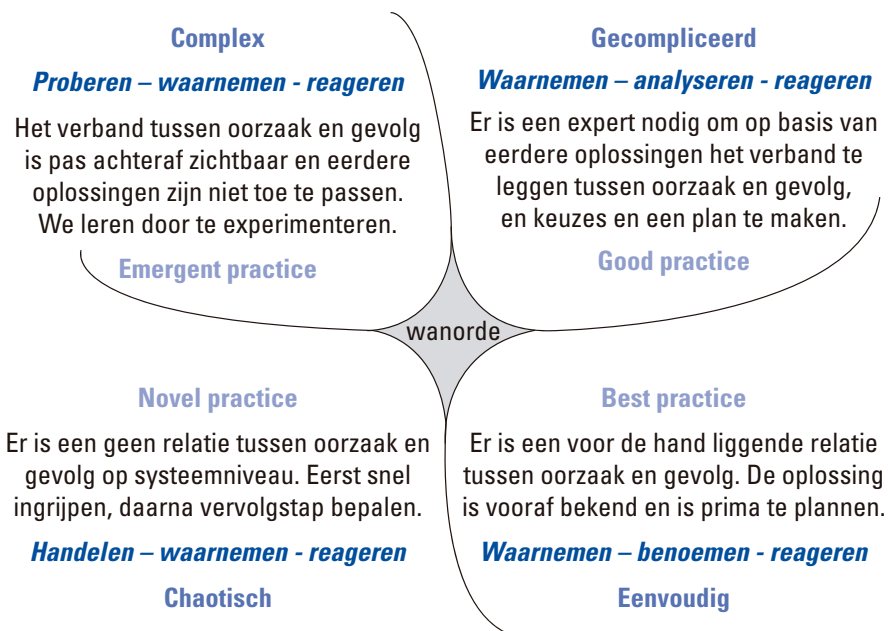 Complex
Proberen – waarnemen - reageren
Het verband tussen oorzaak en gevolg
is pas achteraf zichtbaar en eerdere
oplossingen zijn niet toe te passen.
We leren door te experimenteren.
Emergent practice
Gecompliceerd
Waarnemen – analyseren - reageren
Er is een expert nodig om op basis van
eerdere oplossingen het verband te
leggen tussen oorzaak en gevolg,
en keuzes en een plan te maken.
Good practice
wanorde
Novel practice
Er is een geen relatie tussen oorzaak en
gevolg op systeemniveau. Eerst snel
ingrijpen, daarna vervolgstap bepalen.
Handelen – waarnemen - reageren
Chaotisch
Best practice
Er is een voor de hand liggende relatie
tussen oorzaak en gevolg. De oplossing
is vooraf bekend en is prima te plannen.
Waarnemen – benoemen - reageren
Eenvoudig